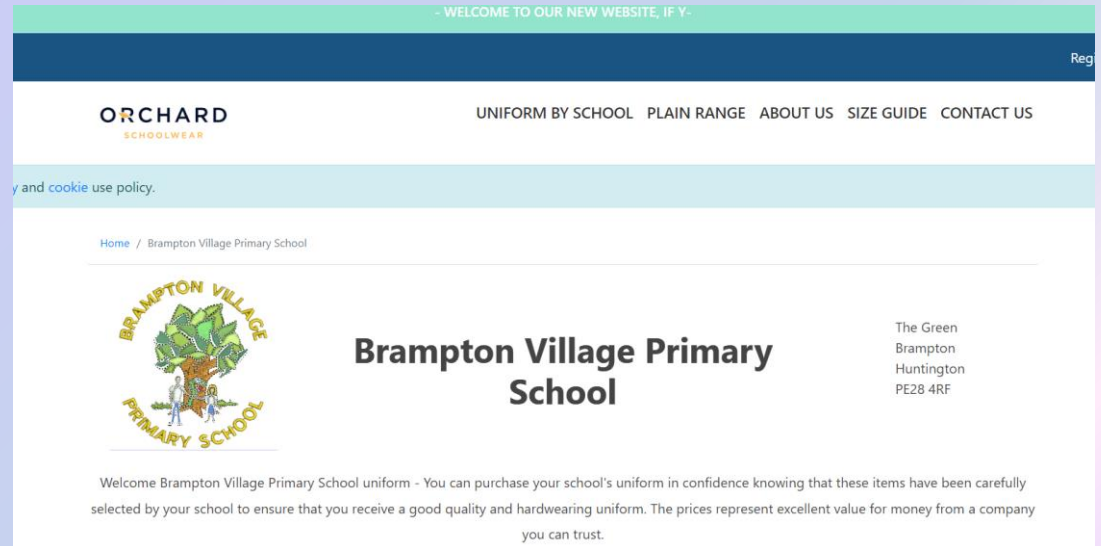 - WELCOME TO OUR NEW WEBSITE, IF Y-
Regi
ORCHARD
SCHOOLWEAR
UNIFORM BY SCHOOL PLAIN RANGE ABOUT US SIZE GUIDE CONTACT US
y and cookie use policy.
Home / Brampton Village Primary School
BRAMPTON VILLAGE
PRIMARY SCHOOL
Brampton Village Primary
School
The Green
Brampton
Huntington
PE28 4RF
Welcome Brampton Village Primary School uniform - You can purchase your school's uniform in confidence knowing that these items have been carefully
selected by your school to ensure that you receive a good quality and hardwearing uniform. The prices represent excellent value for money from a company
you can trust.